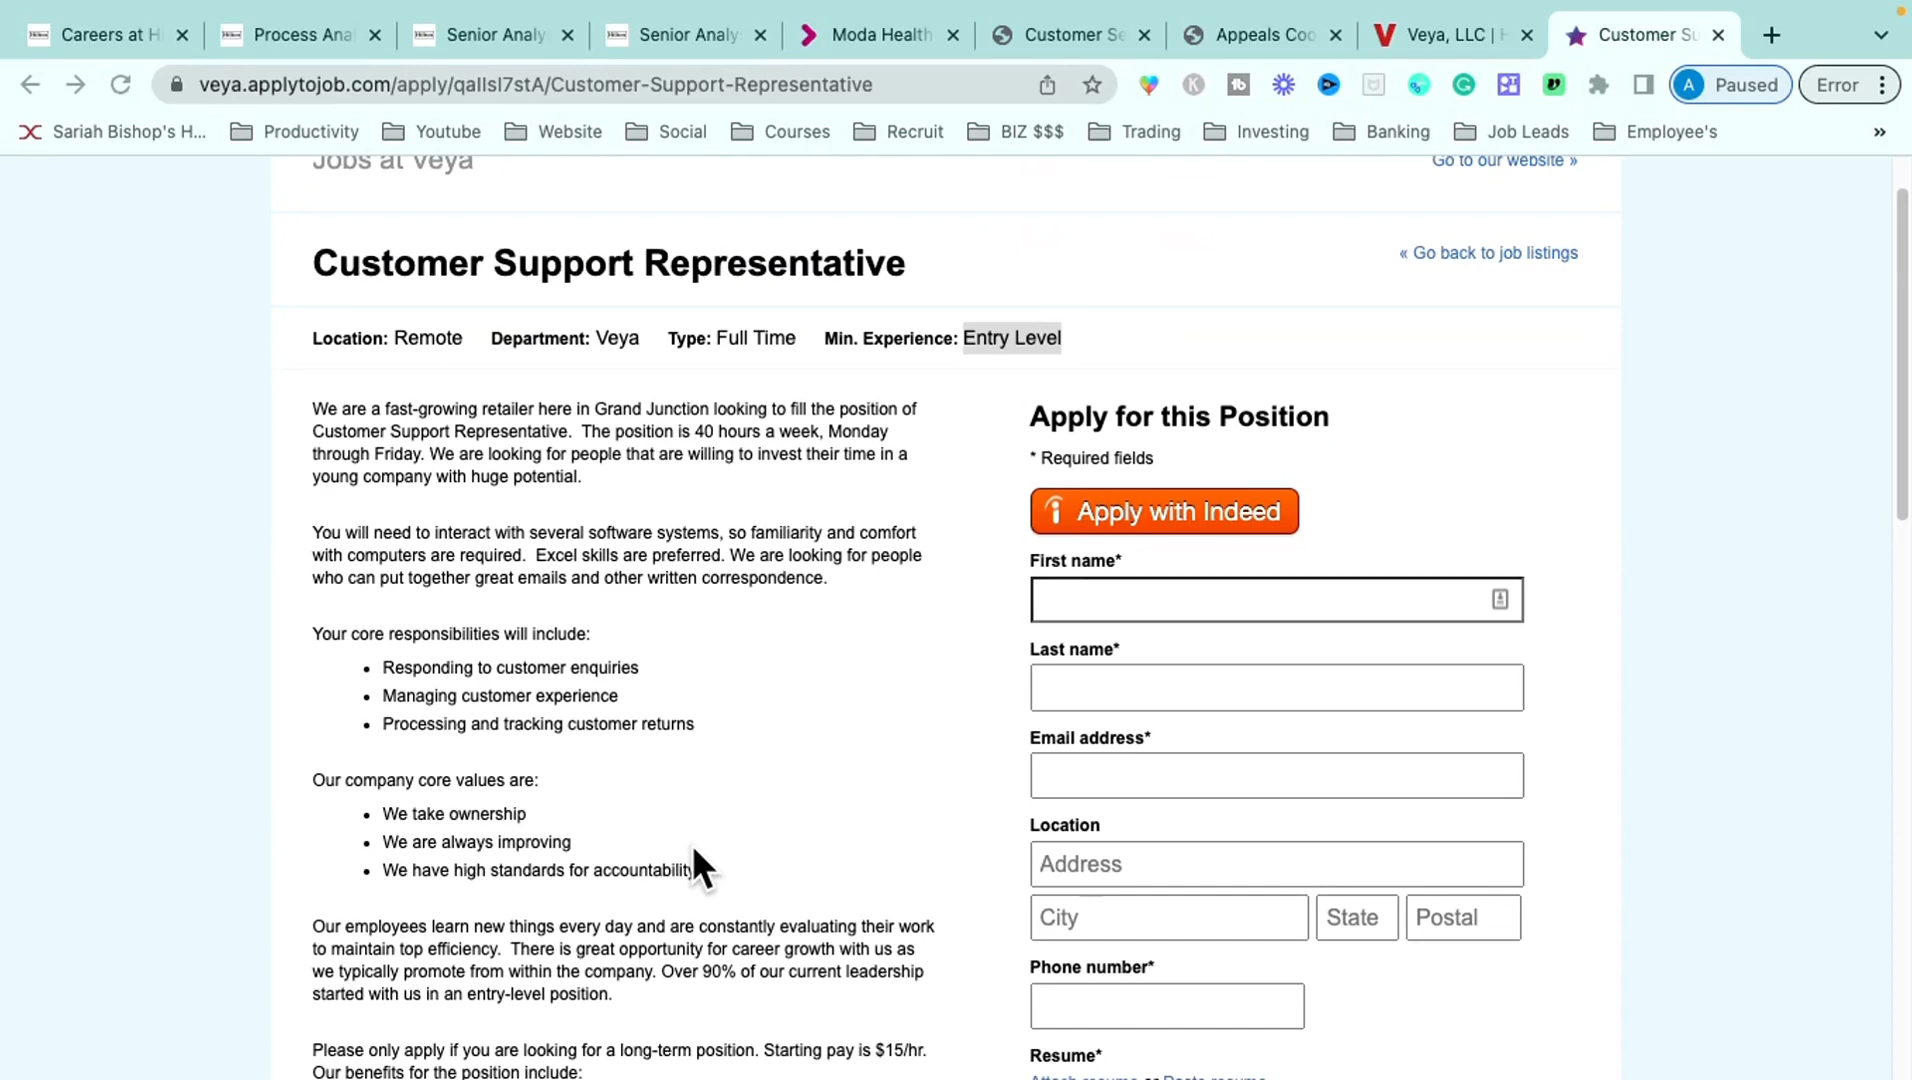 Careers at Hi
Process Anal
Senior Analy
Senior Analy
Moda Health
Customer Se
Appeals Coo
Veya, LLC | H
Customer Su
veya.applytojob.com/apply/qaIlsl7stA/Customer-Support-Representative
A Paused
Error
Sariah Bishop's H...
Productivity
Youtube
Website
Social
Courses
Recruit
BIZ $$$
Trading
Investing
Banking
Job Leads
Employee's
»
Jobs at Veya
Go to our website »
Customer Support Representative
« Go back to job listings
Location: Remote Department: Veya Type: Full Time Min. Experience: Entry Level
We are a fast-growing retailer here in Grand Junction looking to fill the position of
Customer Support Representative. The position is 40 hours a week, Monday
through Friday. We are looking for people that are willing to invest their time in a
young company with huge potential.
You will need to interact with several software systems, so familiarity and comfort
with computers are required. Excel skills are preferred. We are looking for people
who can put together great emails and other written correspondence.
Your core responsibilities will include:
• Responding to customer enquiries
• Managing customer experience
• Processing and tracking customer returns
Our company core values are:
• We take ownership
• We are always improving
• We have high standards for accountability
Our employees learn new things every day and are constantly evaluating their work
to maintain top efficiency. There is great opportunity for career growth with us as
we typically promote from within the company. Over 90% of our current leadership
started with us in an entry-level position.
Please only apply if you are looking for a long-term position. Starting pay is $15/hr.
Our benefits for the position include:
Apply for this Position
* Required fields
Apply with Indeed
First name*
Last name*
Email address*
Location
Address
City
State
Postal
Phone number*
Resume*
Attach resume or Paste resume